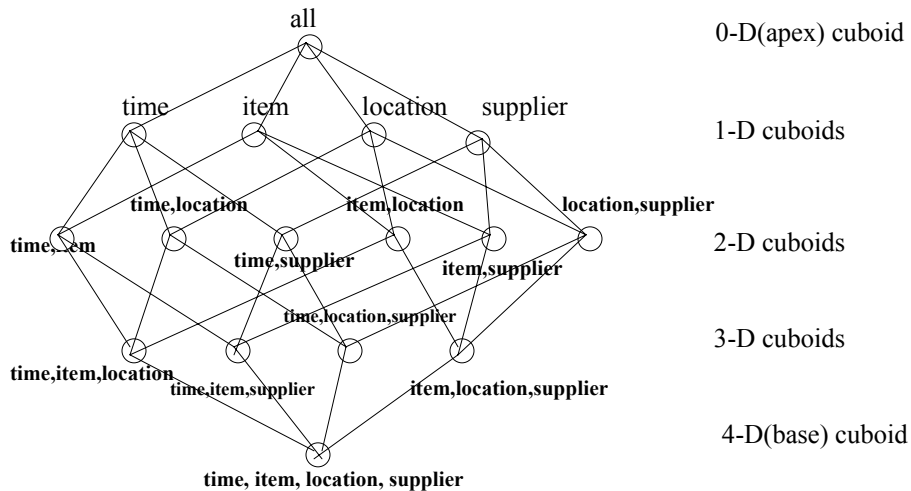 all
0-D(apex) cuboid
time
item
location
supplier
1-D cuboids
time,location
item,location
location,supplier
time,item
time,supplier
item,supplier
2-D cuboids
time,location,supplier
3-D cuboids
time,item,location
time,item,supplier
item,location,supplier
4-D(base) cuboid
time, item, location, supplier